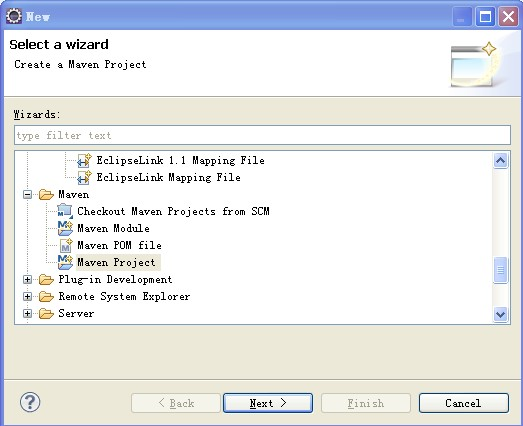 New
Select a wizard
Create a Maven Project
Wizards:
type filter text
EclipseLink 1.1 Mapping File
EclipseLink Mapping File
Maven
Checkout Maven Projects from SCM
Maven Module
Maven POM file
Maven Project
Plug-in Development
Remote System Explorer
Server
? < Back Next > Finish Cancel